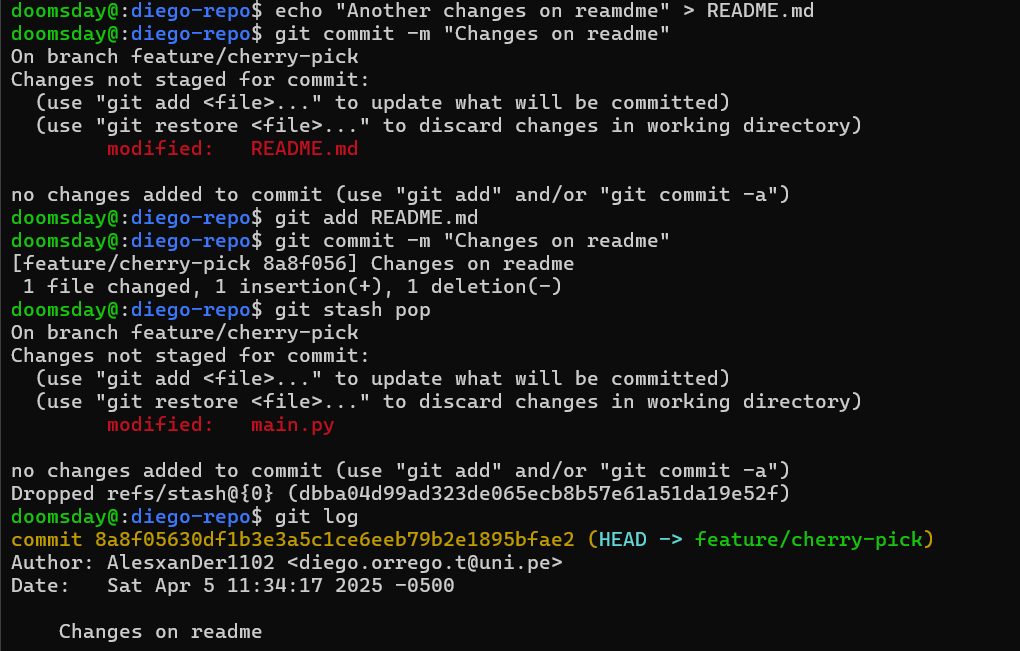 doomsday@:diego-repo$ echo "Another changes on reamdme" > README.md
doomsday@:diego-repo$ git commit -m "Changes on readme"
On branch feature/cherry-pick
Changes not staged for commit:
  (use "git add <file>..." to update what will be committed)
  (use "git restore <file>..." to discard changes in working directory)
        modified:   README.md

no changes added to commit (use "git add" and/or "git commit -a")
doomsday@:diego-repo$ git add README.md
doomsday@:diego-repo$ git commit -m "Changes on readme"
[feature/cherry-pick 8a8f056] Changes on readme
 1 file changed, 1 insertion(+), 1 deletion(-)
doomsday@:diego-repo$ git stash pop
On branch feature/cherry-pick
Changes not staged for commit:
  (use "git add <file>..." to update what will be committed)
  (use "git restore <file>..." to discard changes in working directory)
        modified:   main.py

no changes added to commit (use "git add" and/or "git commit -a")
Dropped refs/stash@{0} (dbba04d99ad323de065ecb8b57e61a51da19e52f)
doomsday@:diego-repo$ git log
commit 8a8f05630df1b3e3a5c1ce6eeb79b2e1895bfae2 (HEAD -> feature/cherry-pick)
Author: AlesxanDer1102 <diego.orrego.t@uni.pe>
Date:   Sat Apr 5 11:34:17 2025 -0500

    Changes on readme